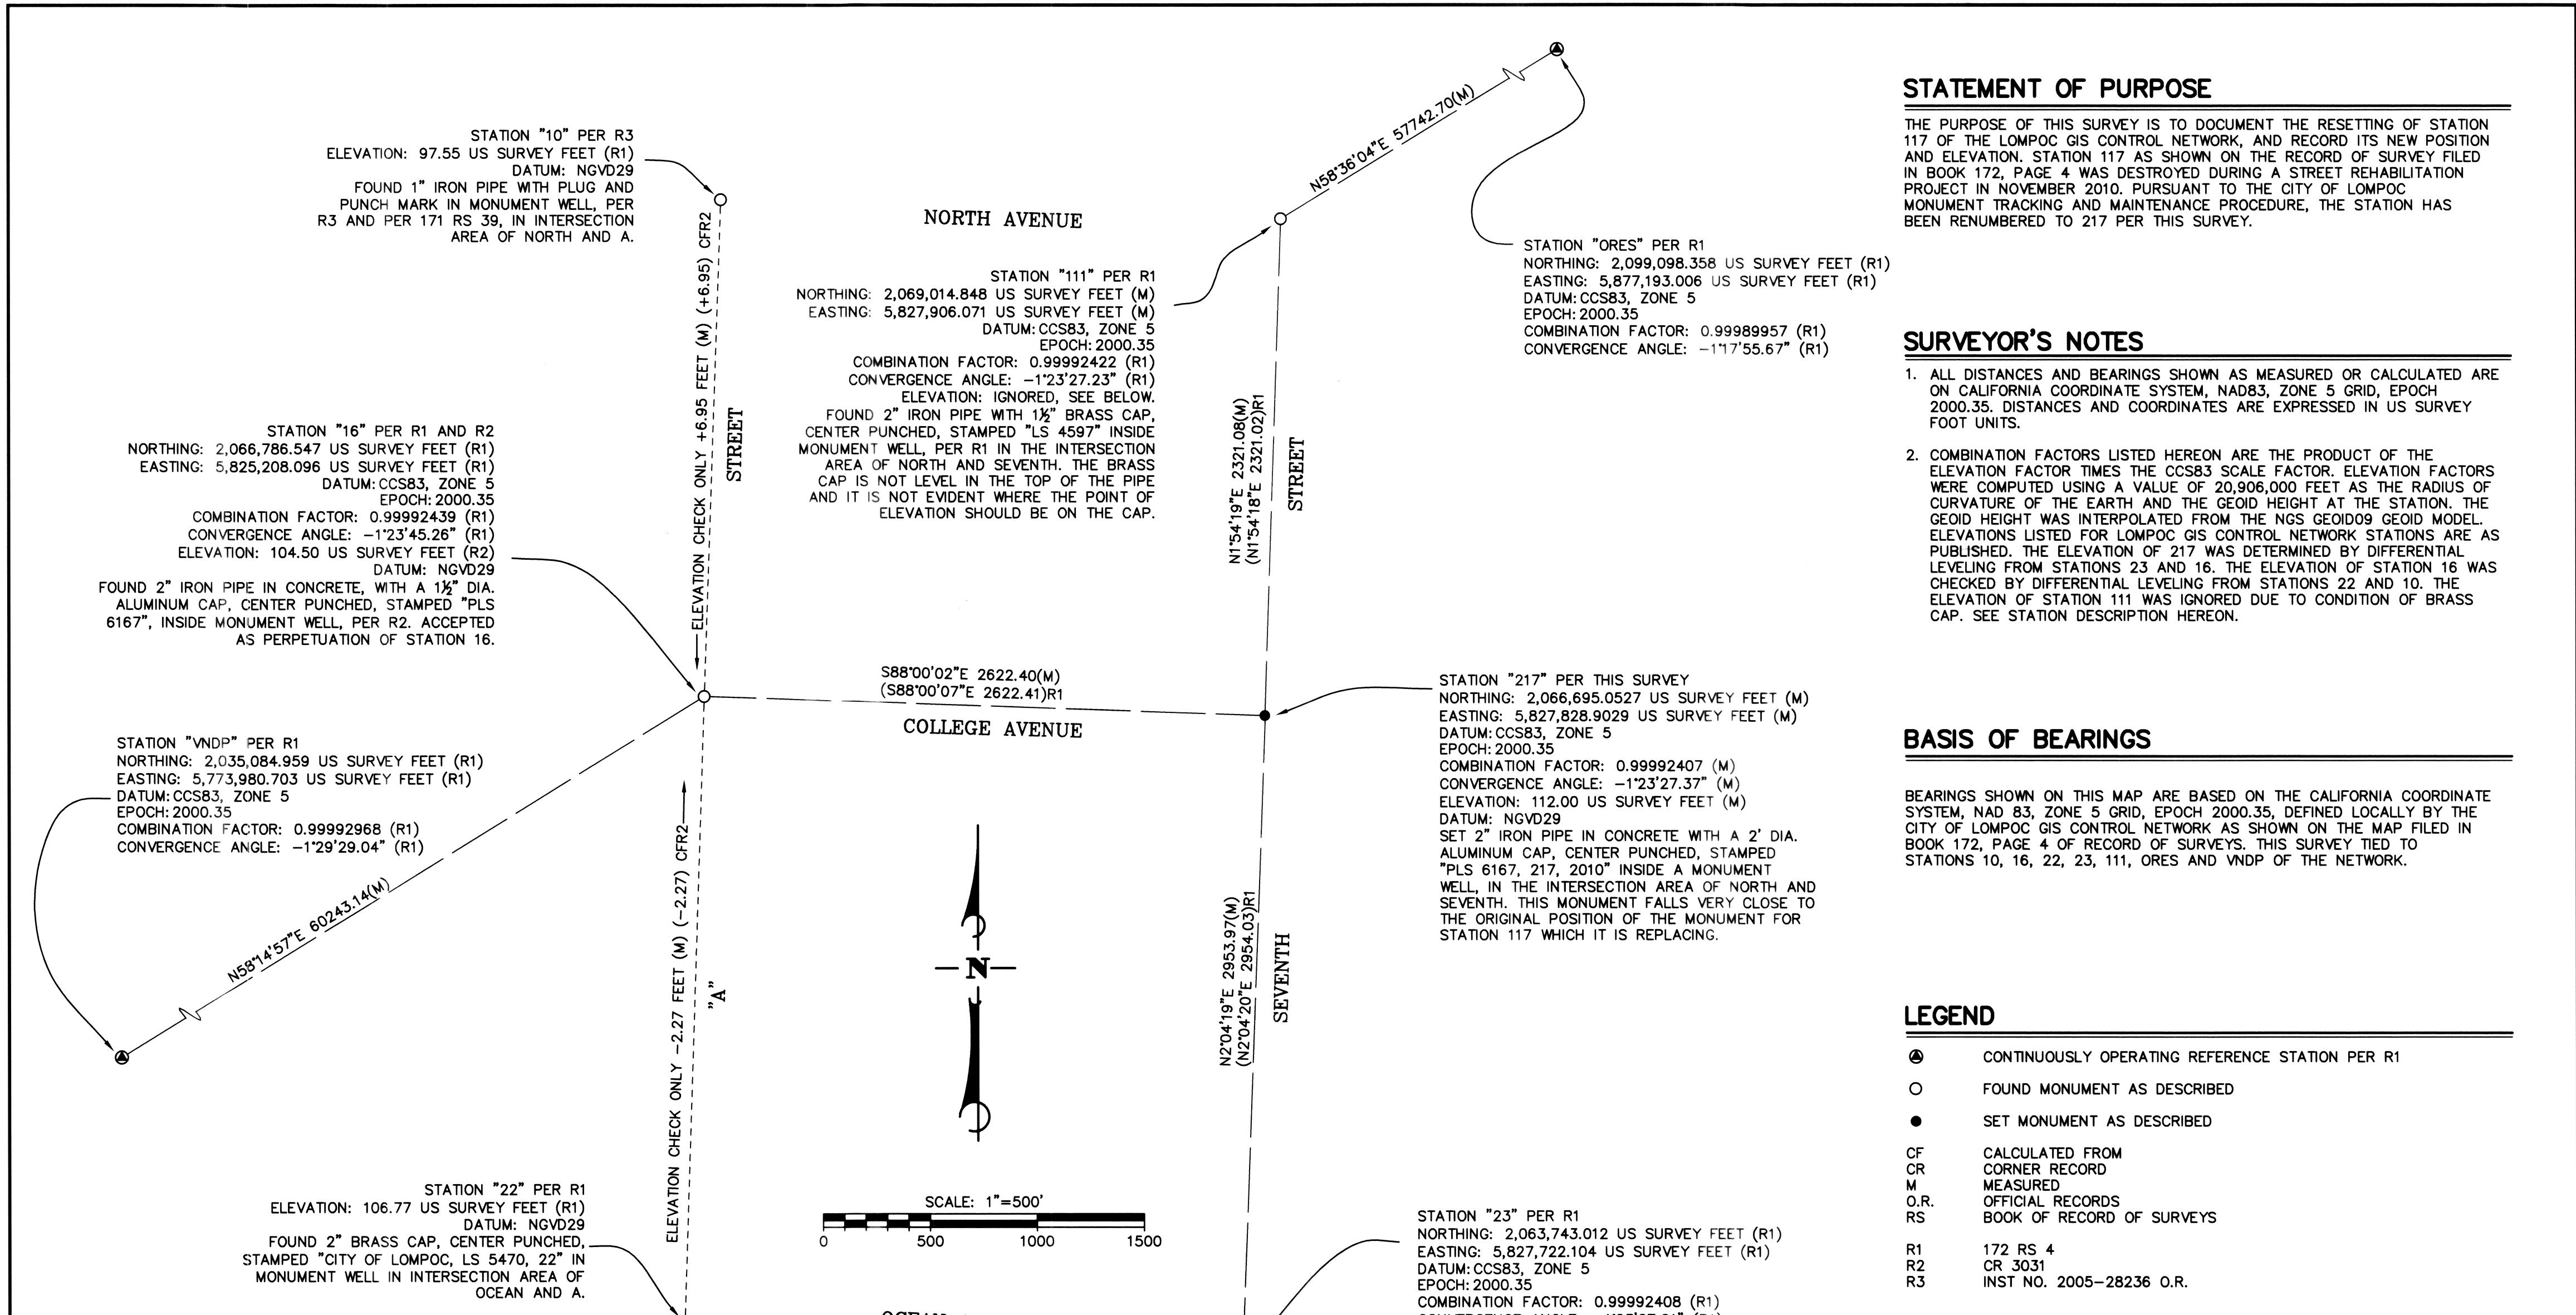 STATION "10" PER R3
ELEVATION: 97.55 US SURVEY FEET (R1)
DATUM: NGVD29
FOUND 1" IRON PIPE WITH PLUG AND
PUNCH MARK IN MONUMENT WELL, PER
R3 AND PER 171 RS 39, IN INTERSECTION
AREA OF NORTH AND A.
ELEVATION CHECK ONLY +6.95 FEET (M) (+6.95) CFR2
STREET
NORTH AVENUE
N58°36'04"E 57742.70(M)
STATION "111" PER R1
NORTHING: 2,069,014.848 US SURVEY FEET (M)
EASTING: 5,827,906.071 US SURVEY FEET (M)
DATUM: CCS83, ZONE 5
EPOCH: 2000.35
COMBINATION FACTOR: 0.99992422 (R1)
CONVERGENCE ANGLE: -1°23'27.23" (R1)
ELEVATION: IGNORED, SEE BELOW.
FOUND 2" IRON PIPE WITH 1½" BRASS CAP,
CENTER PUNCHED, STAMPED "LS 4597" INSIDE
MONUMENT WELL, PER R1 IN THE INTERSECTION
AREA OF NORTH AND SEVENTH. THE BRASS
CAP IS NOT LEVEL IN THE TOP OF THE PIPE
AND IT IS NOT EVIDENT WHERE THE POINT OF
ELEVATION SHOULD BE ON THE CAP.
N1°54'19"E 2321.08(M)
(N1°54'18"E 2321.02)R1
STREET
STATION "ORES" PER R1
NORTHING: 2,099,098.358 US SURVEY FEET (R1)
EASTING: 5,877,193.006 US SURVEY FEET (R1)
DATUM: CCS83, ZONE 5
EPOCH: 2000.35
COMBINATION FACTOR: 0.99989957 (R1)
CONVERGENCE ANGLE: -1°17'55.67" (R1)
STATION "16" PER R1 AND R2
NORTHING: 2,066,786.547 US SURVEY FEET (R1)
EASTING: 5,825,208.096 US SURVEY FEET (R1)
DATUM: CCS83, ZONE 5
EPOCH: 2000.35
COMBINATION FACTOR: 0.99992439 (R1)
CONVERGENCE ANGLE: -1°23'45.26" (R1)
ELEVATION: 104.50 US SURVEY FEET (R2)
DATUM: NGVD29
FOUND 2" IRON PIPE IN CONCRETE, WITH A 1½" DIA.
ALUMINUM CAP, CENTER PUNCHED, STAMPED "PLS
6167", INSIDE MONUMENT WELL, PER R2. ACCEPTED
AS PERPETUATION OF STATION 16.
S88°00'02"E 2622.40(M)
(S88°00'07"E 2622.41)R1
COLLEGE AVENUE
STATION "217" PER THIS SURVEY
NORTHING: 2,066,695.0527 US SURVEY FEET (M)
EASTING: 5,827,828.9029 US SURVEY FEET (M)
DATUM: CCS83, ZONE 5
EPOCH: 2000.35
COMBINATION FACTOR: 0.99992407 (M)
CONVERGENCE ANGLE: -1°23'27.37" (M)
ELEVATION: 112.00 US SURVEY FEET (M)
DATUM: NGVD29
SET 2" IRON PIPE IN CONCRETE WITH A 2' DIA.
ALUMINUM CAP, CENTER PUNCHED, STAMPED
"PLS 6167, 217, 2010" INSIDE A MONUMENT
WELL, IN THE INTERSECTION AREA OF NORTH AND
SEVENTH. THIS MONUMENT FALLS VERY CLOSE TO
THE ORIGINAL POSITION OF THE MONUMENT FOR
STATION 117 WHICH IT IS REPLACING.
STATION "VNDP" PER R1
NORTHING: 2,035,084.959 US SURVEY FEET (R1)
EASTING: 5,773,980.703 US SURVEY FEET (R1)
DATUM: CCS83, ZONE 5
EPOCH: 2000.35
COMBINATION FACTOR: 0.99992968 (R1)
CONVERGENCE ANGLE: -1°29'29.04" (R1)
N58°14'57"E 60243.14(M)
ELEVATION CHECK ONLY -2.27 FEET (M) (-2.27) CFR2
"A"
N
N2°04'19"E 2953.97(M)
(N2°04'20"E 2954.03)R1
SEVENTH
STATION "22" PER R1
ELEVATION: 106.77 US SURVEY FEET (R1)
DATUM: NGVD29
FOUND 2" BRASS CAP, CENTER PUNCHED,
STAMPED "CITY OF LOMPOC, LS 5470, 22" IN
MONUMENT WELL IN INTERSECTION AREA OF
OCEAN AND A.
SCALE: 1"=500'
0 500 1000 1500
STATION "23" PER R1
NORTHING: 2,063,743.012 US SURVEY FEET (R1)
EASTING: 5,827,722.104 US SURVEY FEET (R1)
DATUM: CCS83, ZONE 5
EPOCH: 2000.35
COMBINATION FACTOR: 0.99992408 (R1)
STATEMENT OF PURPOSE
THE PURPOSE OF THIS SURVEY IS TO DOCUMENT THE RESETTING OF STATION
117 OF THE LOMPOC GIS CONTROL NETWORK, AND RECORD ITS NEW POSITION
AND ELEVATION. STATION 117 AS SHOWN ON THE RECORD OF SURVEY FILED
IN BOOK 172, PAGE 4 WAS DESTROYED DURING A STREET REHABILITATION
PROJECT IN NOVEMBER 2010. PURSUANT TO THE CITY OF LOMPOC
MONUMENT TRACKING AND MAINTENANCE PROCEDURE, THE STATION HAS
BEEN RENUMBERED TO 217 PER THIS SURVEY.
SURVEYOR'S NOTES
1. ALL DISTANCES AND BEARINGS SHOWN AS MEASURED OR CALCULATED ARE
ON CALIFORNIA COORDINATE SYSTEM, NAD83, ZONE 5 GRID, EPOCH
2000.35. DISTANCES AND COORDINATES ARE EXPRESSED IN US SURVEY
FOOT UNITS.
2. COMBINATION FACTORS LISTED HEREON ARE THE PRODUCT OF THE
ELEVATION FACTOR TIMES THE CCS83 SCALE FACTOR. ELEVATION FACTORS
WERE COMPUTED USING A VALUE OF 20,906,000 FEET AS THE RADIUS OF
CURVATURE OF THE EARTH AND THE GEOID HEIGHT AT THE STATION. THE
GEOID HEIGHT WAS INTERPOLATED FROM THE NGS GEOID09 GEOID MODEL.
ELEVATIONS LISTED FOR LOMPOC GIS CONTROL NETWORK STATIONS ARE AS
PUBLISHED. THE ELEVATION OF 217 WAS DETERMINED BY DIFFERENTIAL
LEVELING FROM STATIONS 23 AND 16. THE ELEVATION OF STATION 16 WAS
CHECKED BY DIFFERENTIAL LEVELING FROM STATIONS 22 AND 10. THE
ELEVATION OF STATION 111 WAS IGNORED DUE TO CONDITION OF BRASS
CAP. SEE STATION DESCRIPTION HEREON.
BASIS OF BEARINGS
BEARINGS SHOWN ON THIS MAP ARE BASED ON THE CALIFORNIA COORDINATE
SYSTEM, NAD 83, ZONE 5 GRID, EPOCH 2000.35, DEFINED LOCALLY BY THE
CITY OF LOMPOC GIS CONTROL NETWORK AS SHOWN ON THE MAP FILED IN
BOOK 172, PAGE 4 OF RECORD OF SURVEYS. THIS SURVEY TIED TO
STATIONS 10, 16, 22, 23, 111, ORES AND VNDP OF THE NETWORK.
LEGEND
CONTINUOUSLY OPERATING REFERENCE STATION PER R1
FOUND MONUMENT AS DESCRIBED
SET MONUMENT AS DESCRIBED
CF CALCULATED FROM
CR CORNER RECORD
M MEASURED
O.R. OFFICIAL RECORDS
RS BOOK OF RECORD OF SURVEYS
R1 172 RS 4
R2 CR 3031
R3 INST NO. 2005-28236 O.R.